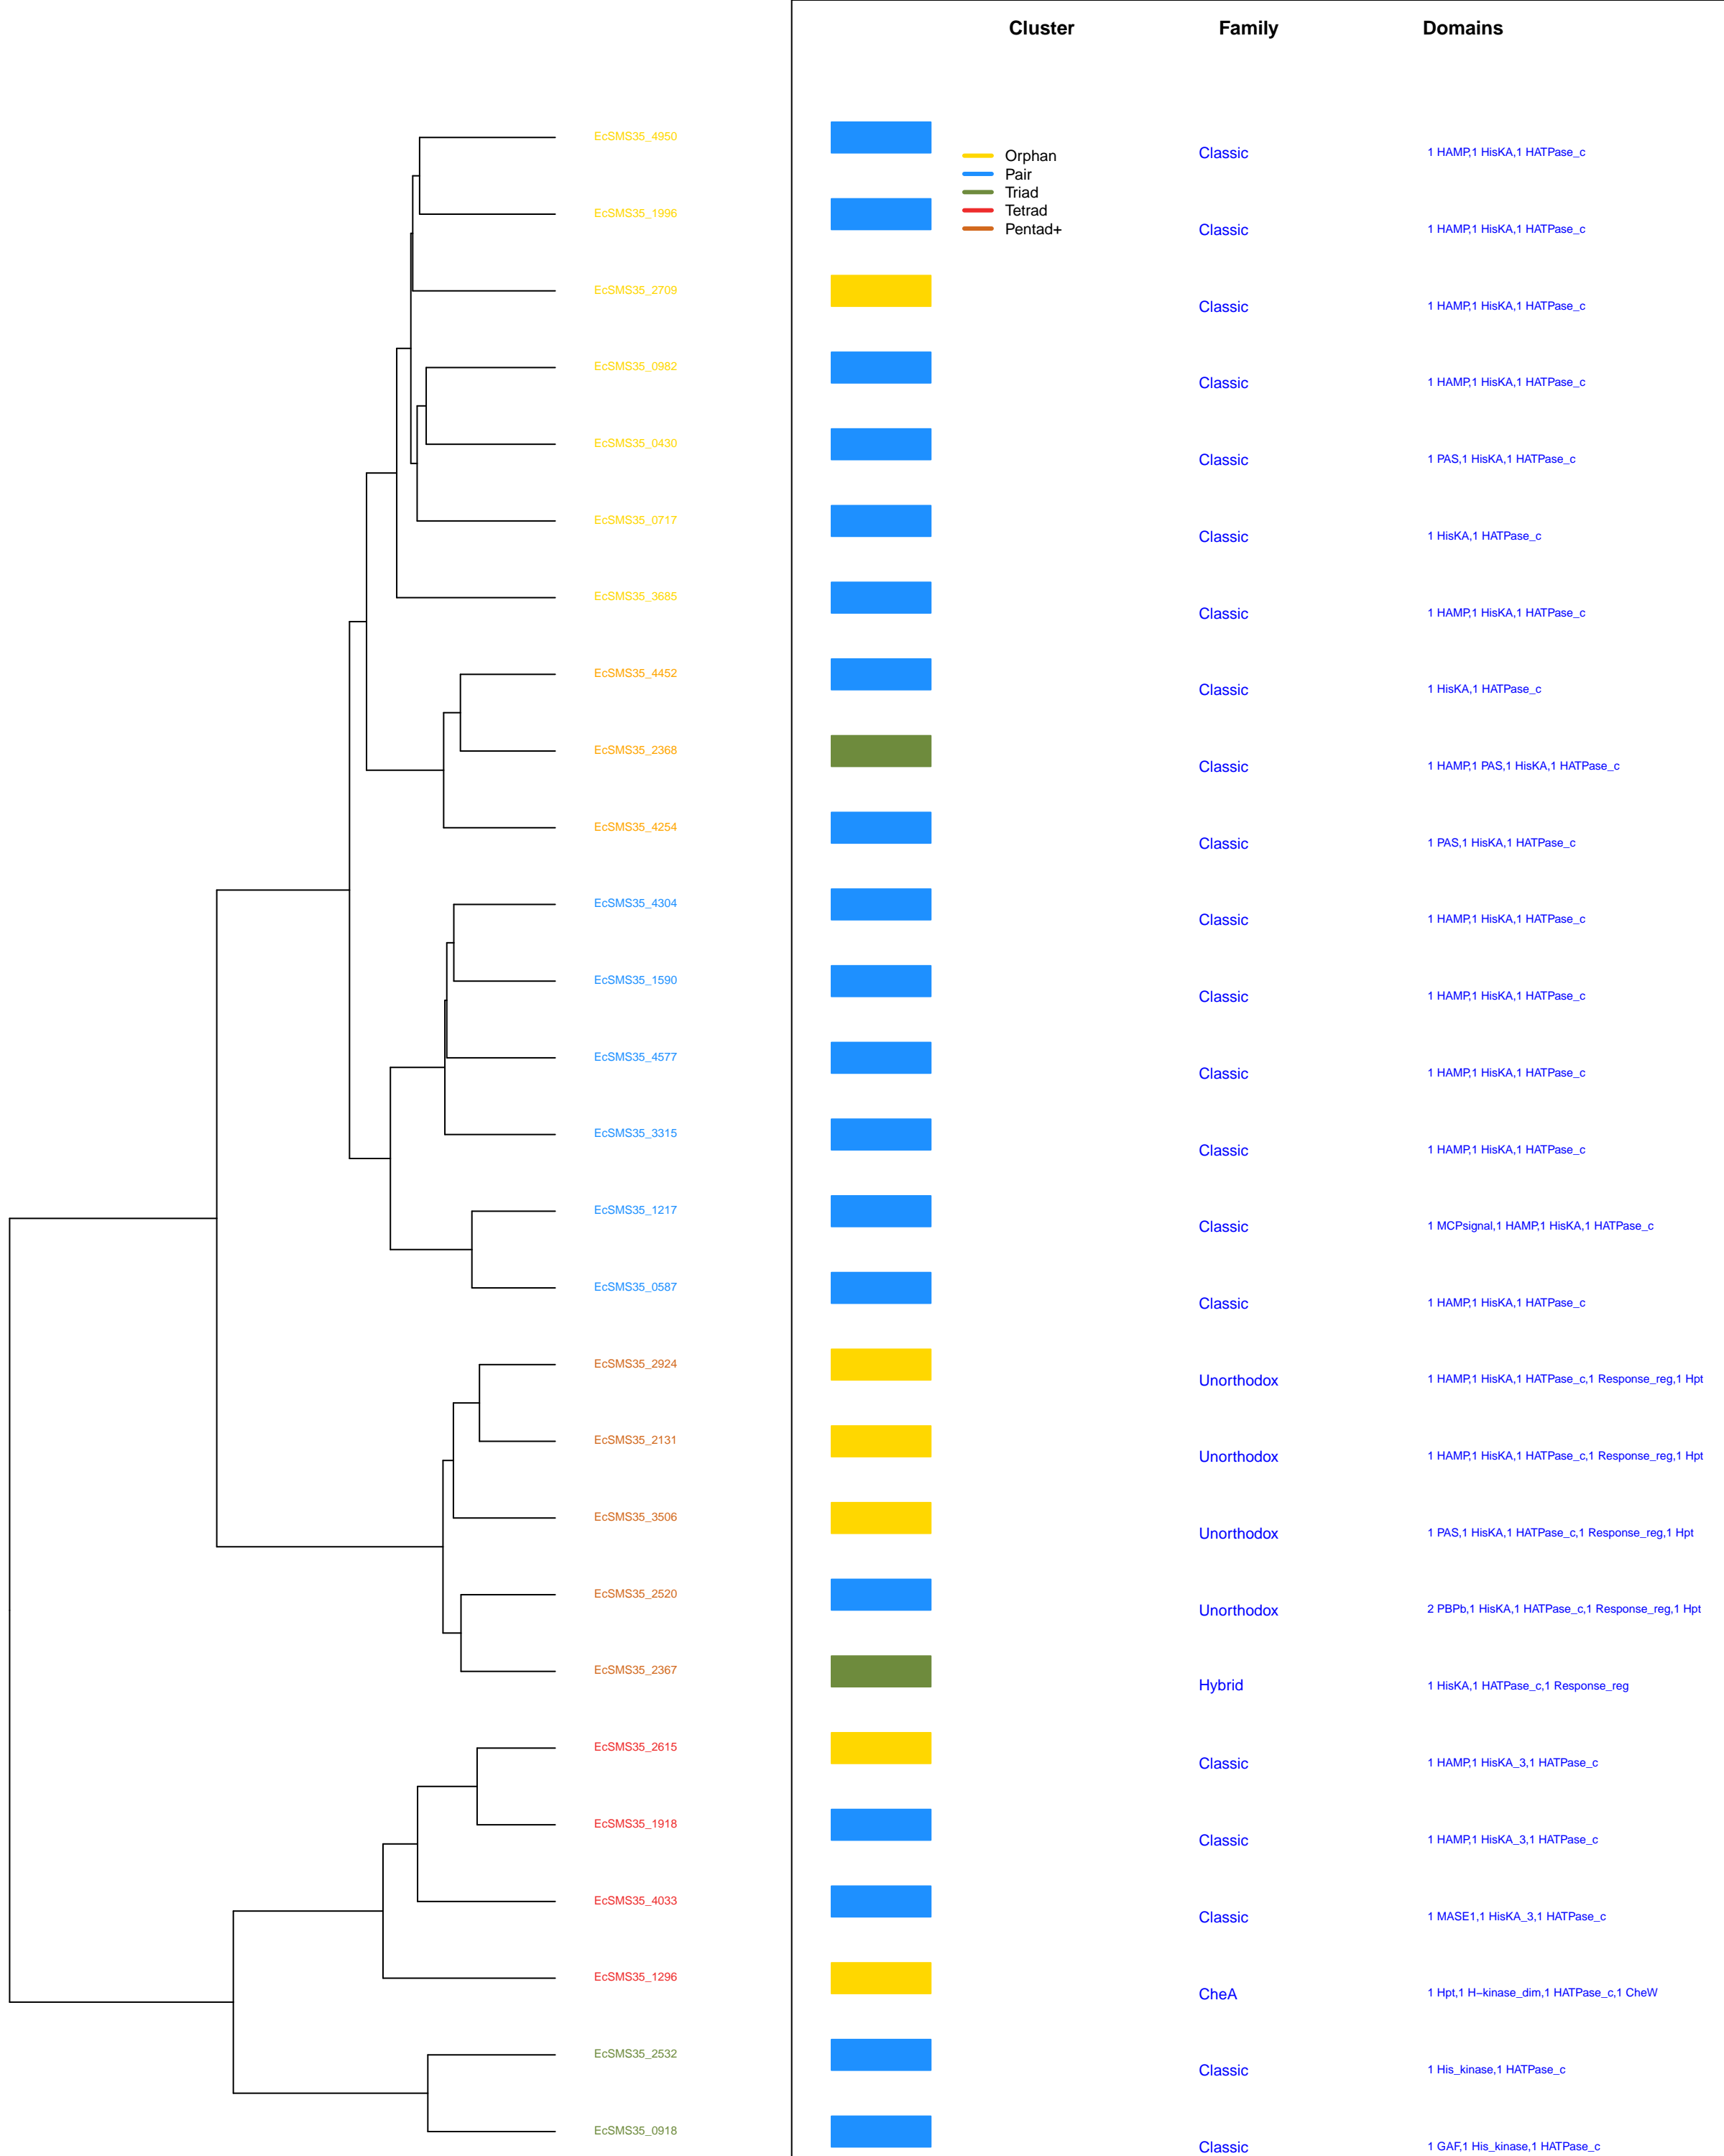 Cluster Family Domains
EcSMS35_4950
Orphan
Classic 1 HAMP,1 HisKA,1 HATPase_c
Pair
Triad
Tetrad
EcSMS35_1996
Pentad+
Classic 1 HAMP,1 HisKA,1 HATPase_c
EcSMS35_2709
Classic 1 HAMP,1 HisKA,1 HATPase_c
EcSMS35_0982
Classic 1 HAMP,1 HisKA,1 HATPase_c
EcSMS35_0430
Classic 1 PAS,1 HisKA,1 HATPase_c
EcSMS35_0717
Classic 1 HisKA,1 HATPase_c
EcSMS35_3685
Classic 1 HAMP,1 HisKA,1 HATPase_c
EcSMS35_4452
Classic 1 HisKA,1 HATPase_c
EcSMS35_2368
Classic 1 HAMP,1 PAS,1 HisKA,1 HATPase_c
EcSMS35_4254
Classic 1 PAS,1 HisKA,1 HATPase_c
EcSMS35_4304
Classic 1 HAMP,1 HisKA,1 HATPase_c
EcSMS35_1590
Classic 1 HAMP,1 HisKA,1 HATPase_c
EcSMS35_4577
Classic 1 HAMP,1 HisKA,1 HATPase_c
EcSMS35_3315
Classic 1 HAMP,1 HisKA,1 HATPase_c
EcSMS35_1217
Classic 1 MCPsignal,1 HAMP,1 HisKA,1 HATPase_c
EcSMS35_0587
Classic 1 HAMP,1 HisKA,1 HATPase_c
EcSMS35_2924
Unorthodox 1 HAMP,1 HisKA,1 HATPase_c,1 Response_reg,1 Hpt
EcSMS35_2131
Unorthodox 1 HAMP,1 HisKA,1 HATPase_c,1 Response_reg,1 Hpt
EcSMS35_3506
Unorthodox 1 PAS,1 HisKA,1 HATPase_c,1 Response_reg,1 Hpt
EcSMS35_2520
Unorthodox 2 PBPb,1 HisKA,1 HATPase_c,1 Response_reg,1 Hpt
EcSMS35_2367
Hybrid 1 HisKA,1 HATPase_c,1 Response_reg
EcSMS35_2615
Classic 1 HAMP,1 HisKA_3,1 HATPase_c
EcSMS35_1918
Classic 1 HAMP,1 HisKA_3,1 HATPase_c
EcSMS35_4033
Classic 1 MASE1,1 HisKA_3,1 HATPase_c
EcSMS35_1296
CheA 1 Hpt,1 H−kinase_dim,1 HATPase_c,1 CheW
EcSMS35_2532
Classic 1 His_kinase,1 HATPase_c
EcSMS35_0918
Classic 1 GAF,1 His_kinase,1 HATPase_c